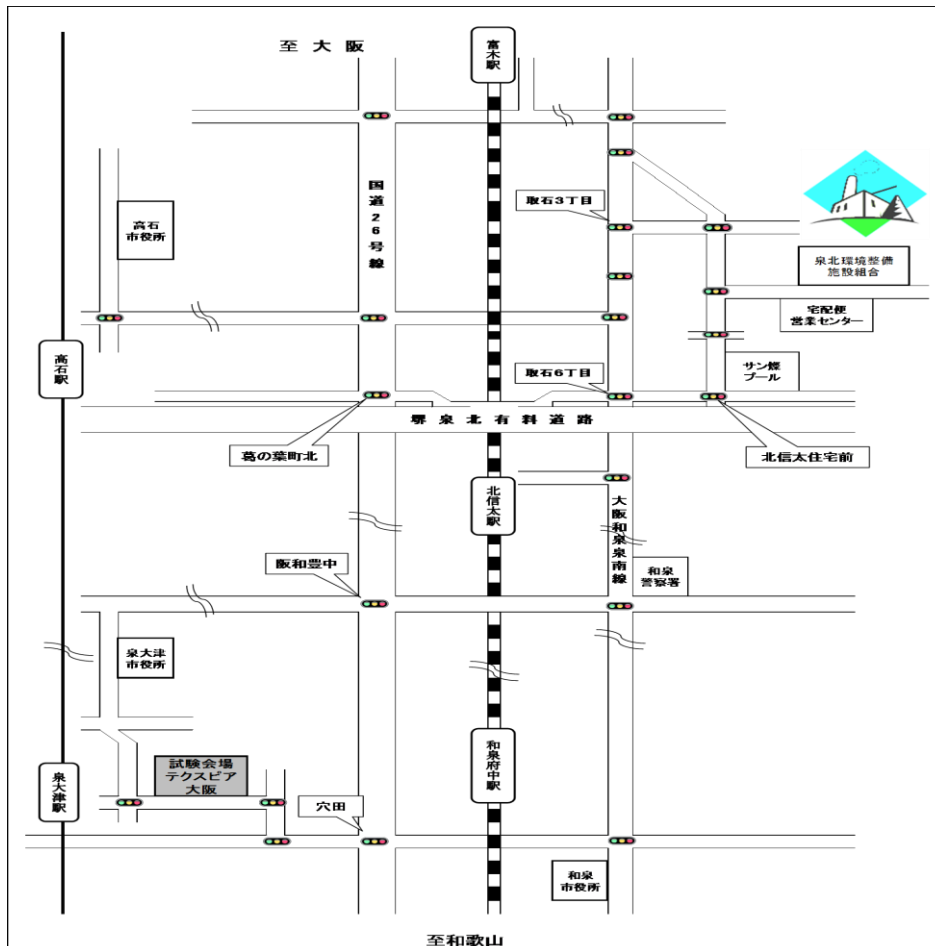 至大阪
富木駅
国道26号線
取石3丁目
高石
市役所
泉北環境整備
施設組合
宅配便
営業センター
高石駅
取石6丁目
サン燦
プール
堺泉北有料道路
葛の葉町北
北信太住宅前
北信太駅
大阪和泉泉南線
阪和豊中
和泉
警察署
泉大津
市役所
和泉府中駅
試験会場
テクスピア
大阪
泉大津駅
穴田
和泉
市役所
至和歌山